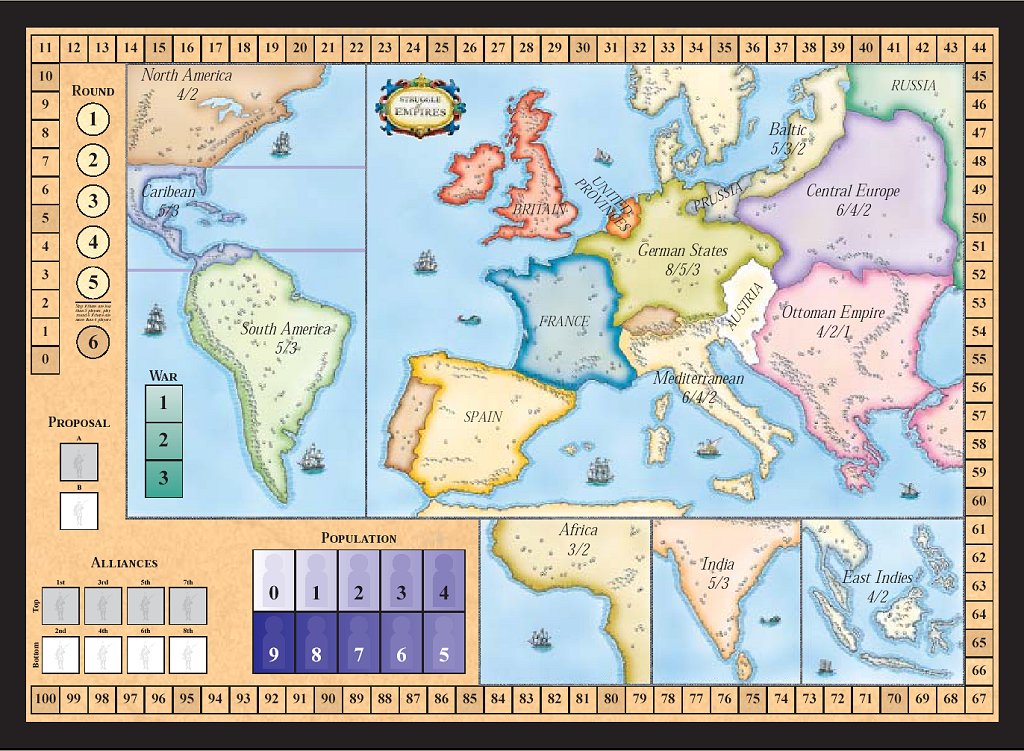 11 12 13 14 15 16 17 18 19 20 21 22 23 24 25 26 27 28 29 30 31 32 33 34 35 36 37 38 39 40 41 42 43 44
10
9
8
7
6
5
4
3
2
1
0
ROUND
1
2
3
4
5
6
WAR
1
2
3
PROPOSAL
A
B
North America
4/2
Caribean
5/3
South America
5/3
STRUGGLE
OF
EMPIRES
BRITAIN
UNITED
PROVINCES
PRUSSIA
Baltic
5/3/2
RUSSIA
Central Europe
6/4/2
German States
8/5/3
AUSTRIA
FRANCE
Ottoman Empire
4/2/1
Mediterranean
6/4/2
SPAIN
45
46
47
48
49
50
51
52
53
54
55
56
57
58
59
60
61
62
63
64
65
66
ALLIANCES
1st 3rd 5th 7th
Top
2nd 4th 6th 8th
Bottom
POPULATION
0 1 2 3 4
9 8 7 6 5
Africa
3/2
India
5/3
East Indies
4/2
100 99 98 97 96 95 94 93 92 91 90 89 88 87 86 85 84 83 82 81 80 79 78 77 76 75 74 73 72 71 70 69 68 67